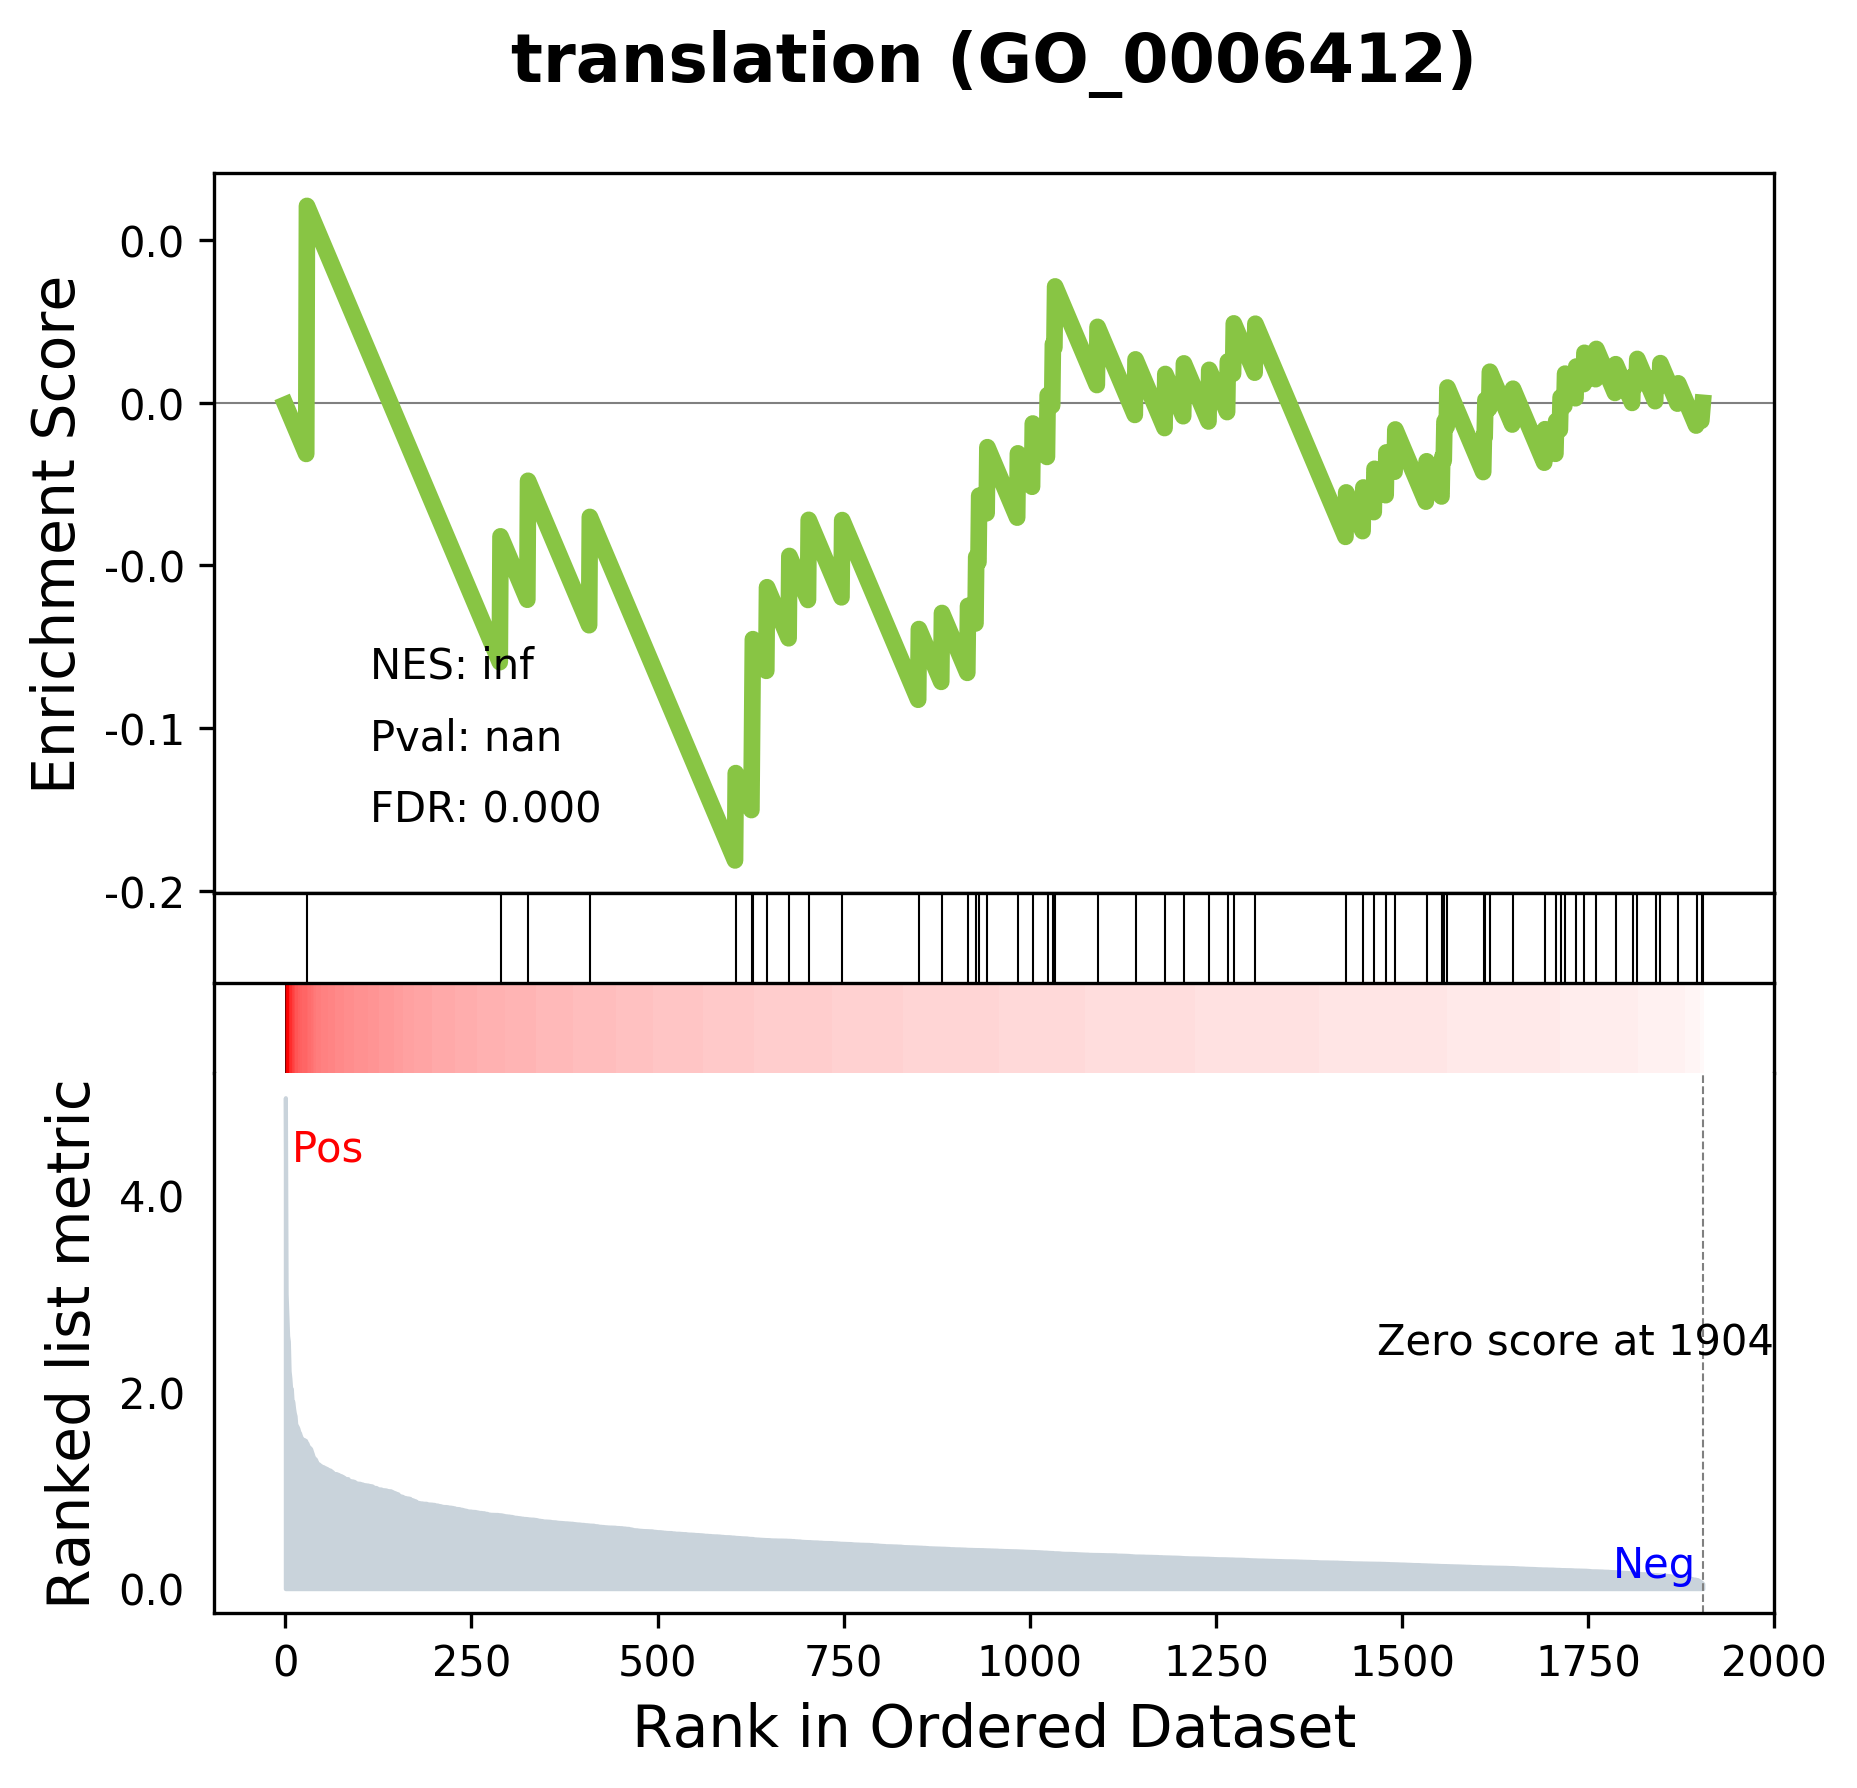 translation (GO_0006412)
Enrichment Score
0.0
0.0
-0.0
-0.1
-0.2
NES: inf
Pval: nan
FDR: 0.000
Ranked list metric
Pos
4.0
2.0
0.0
Zero score at 1904
Neg
0 250 500 750 1000 1250 1500 1750 2000
Rank in Ordered Dataset